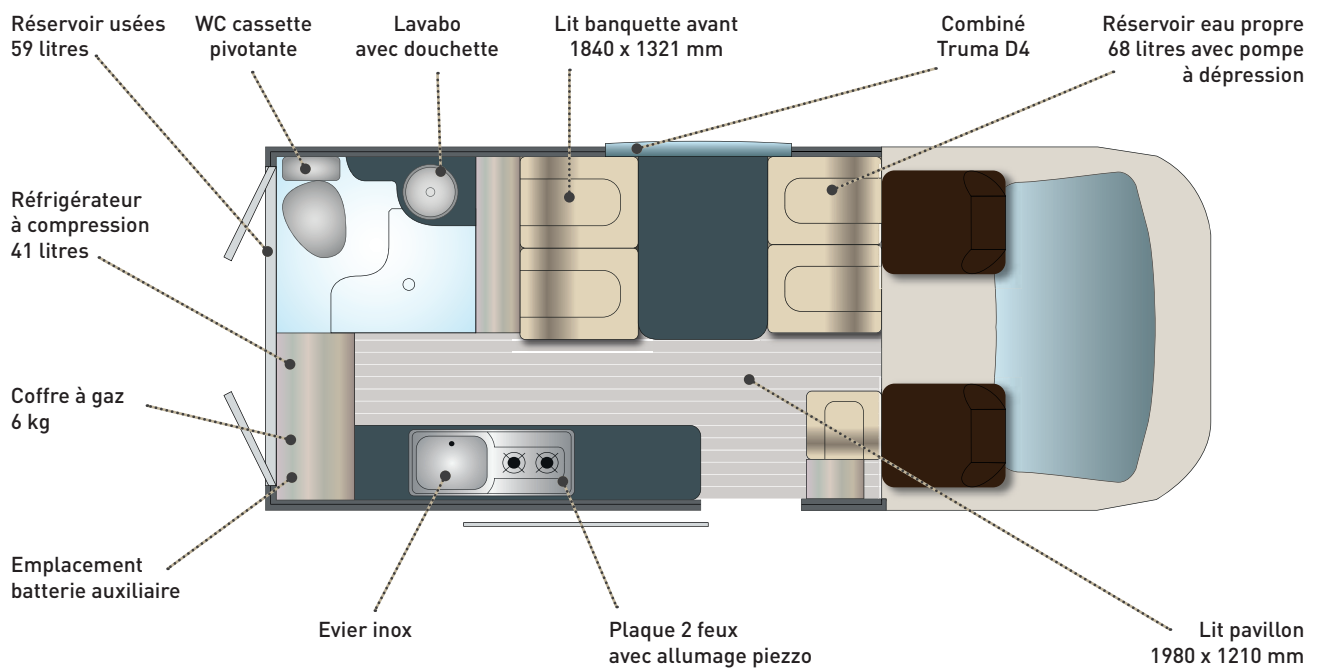 Réservoir usées
59 litres
WC cassette
pivotante
Lavabo
avec douchette
Lit banquette avant
1840 x 1321 mm
Combiné
Truma D4
Réservoir eau propre
68 litres avec pompe
à dépression
Réfrigérateur
à compression
41 litres
Coffre à gaz
6 kg
Emplacement
batterie auxiliaire
Evier inox
Plaque 2 feux
avec allumage piezzo
Lit pavillon
1980 x 1210 mm